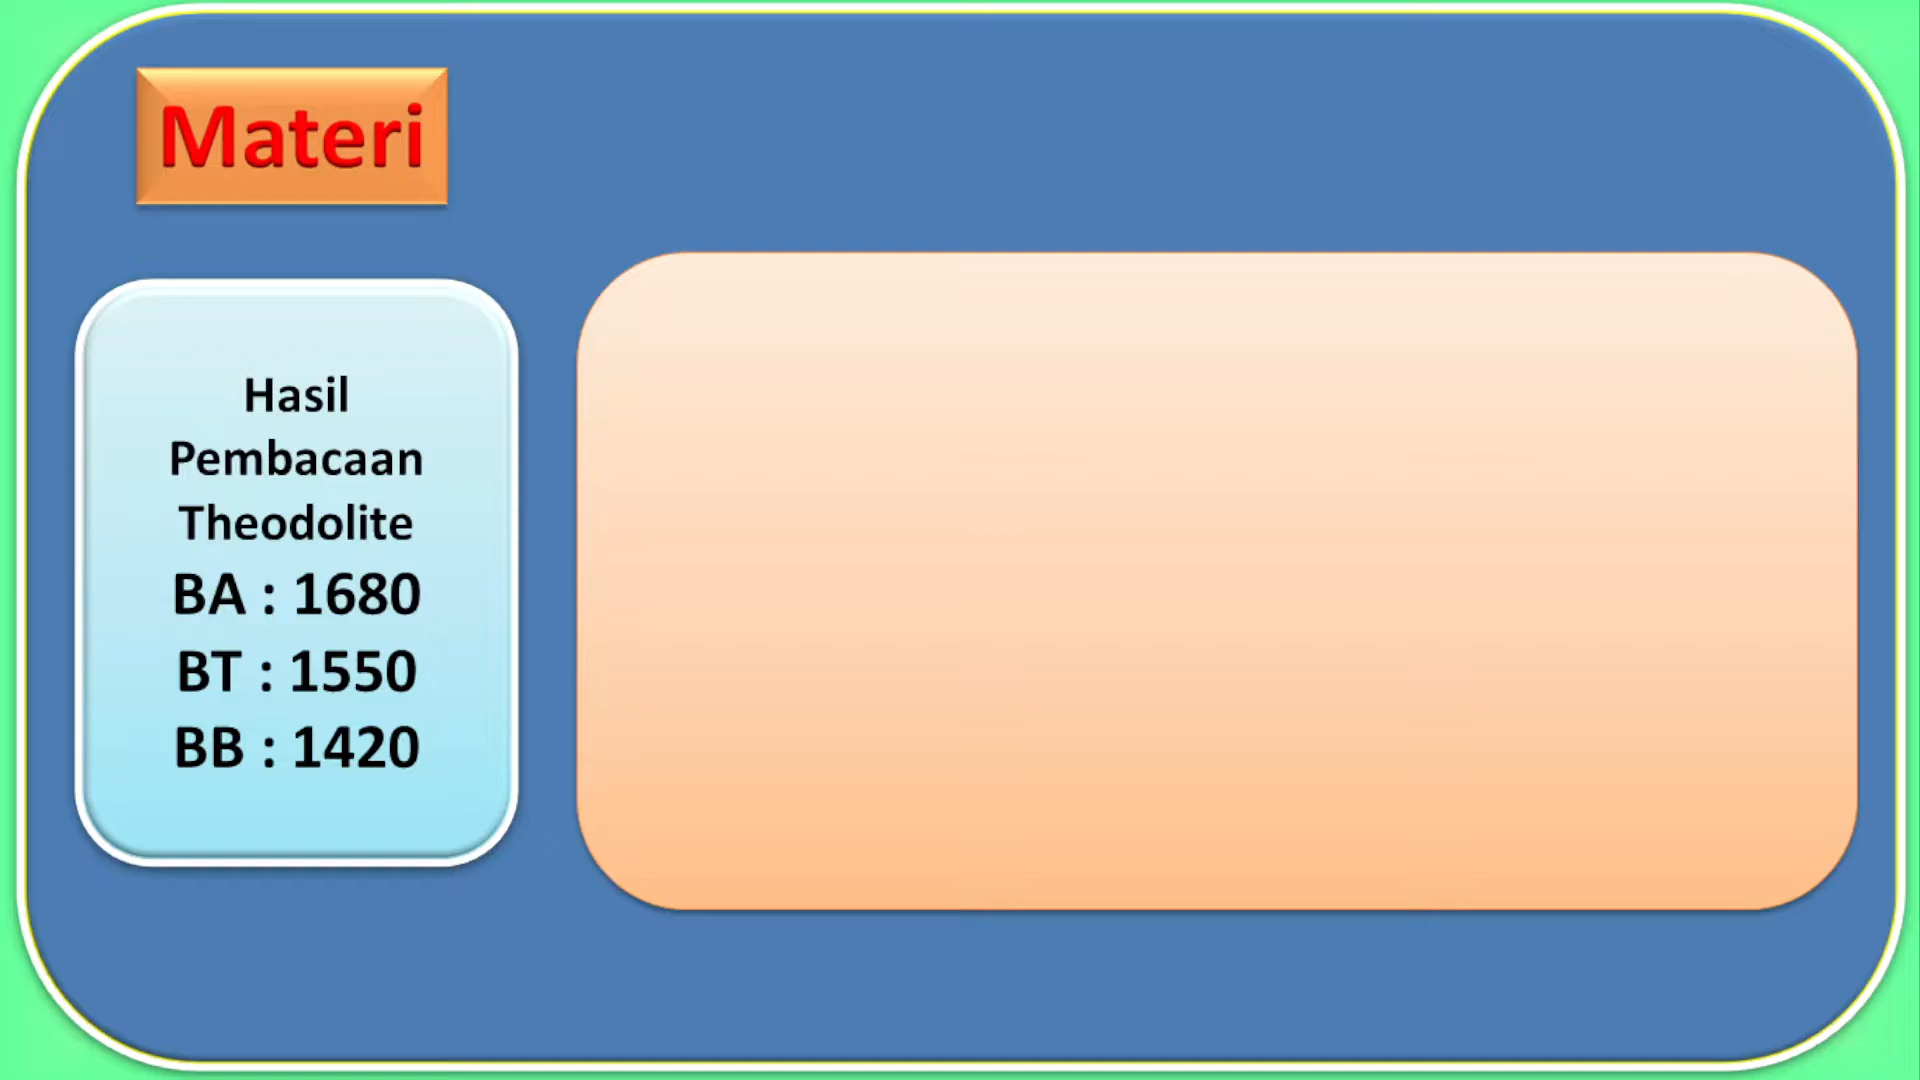 Materi
Hasil
Pembacaan
Theodolite
BA : 1680
BT : 1550
BB : 1420